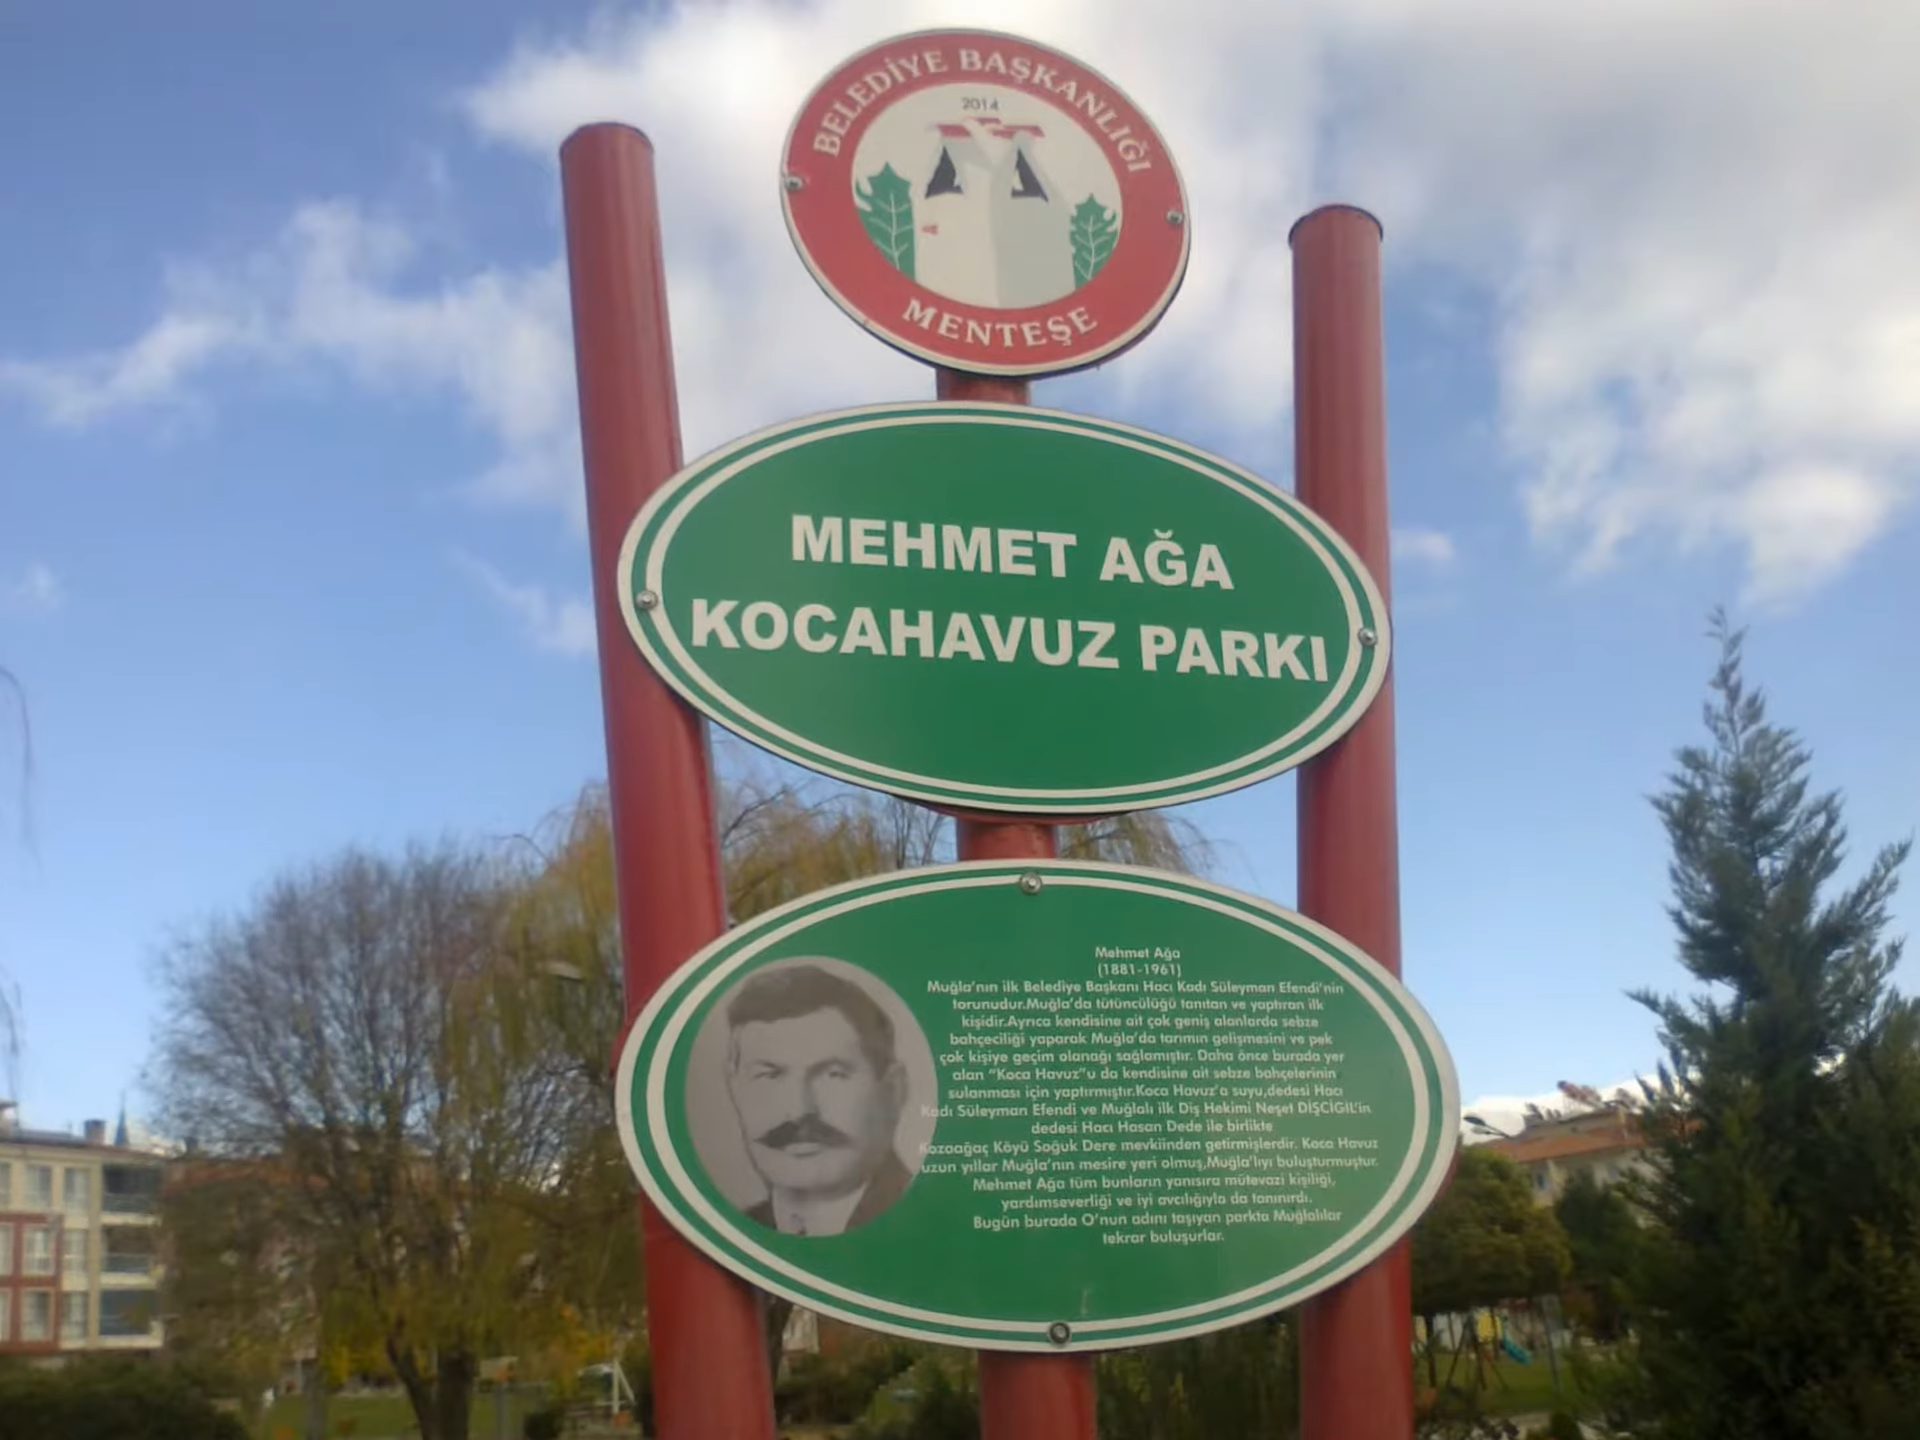 BELEDİYE BAŞKANLIĞI
2014
MENTEŞE
MEHMET AĞA
KOCAHAVUZ PARKI
Mehmet Ağa
(1881-1961)
Muğla'nın ilk Belediye Başkanı Hacı Kadı Süleyman Efendi'nin
torunudur.Muğla'da tütüncülüğü tanıtan ve yaptıran ilk
kişidir.Ayrıca kendisine ait çok geniş alanlarda sebze
bahçeciliği yaparak Muğla'da tarımın gelişmesini ve pek
çok kişiye geçim olanağı sağlamıştır. Daha önce burada yer
alan "Koca Havuz"u da kendisine ait sebze bahçelerinin
sulanması için yaptırmıştır.Koca Havuz'a suyu,dedesi Hacı
Kadı Süleyman Efendi ve Muğlalı ilk Diş Hekimi Neşet DİŞCİGİL'in
dedesi Hacı Hasan Dede ile birlikte
Kozaağaç Köyü Soğuk Dere mevkiinden getirmişlerdir. Koca Havuz
uzun yıllar Muğla'nın mesire yeri olmuş,Muğla'lıyı buluşturmuştur.
Mehmet Ağa tüm bunların yanısıra mütevazi kişiliği,
yardımseverliği ve iyi avcılığıyla da tanınırdı.
Bugün burada O'nun adını taşıyan parkta Muğlalılar
tekrar buluşurlar.